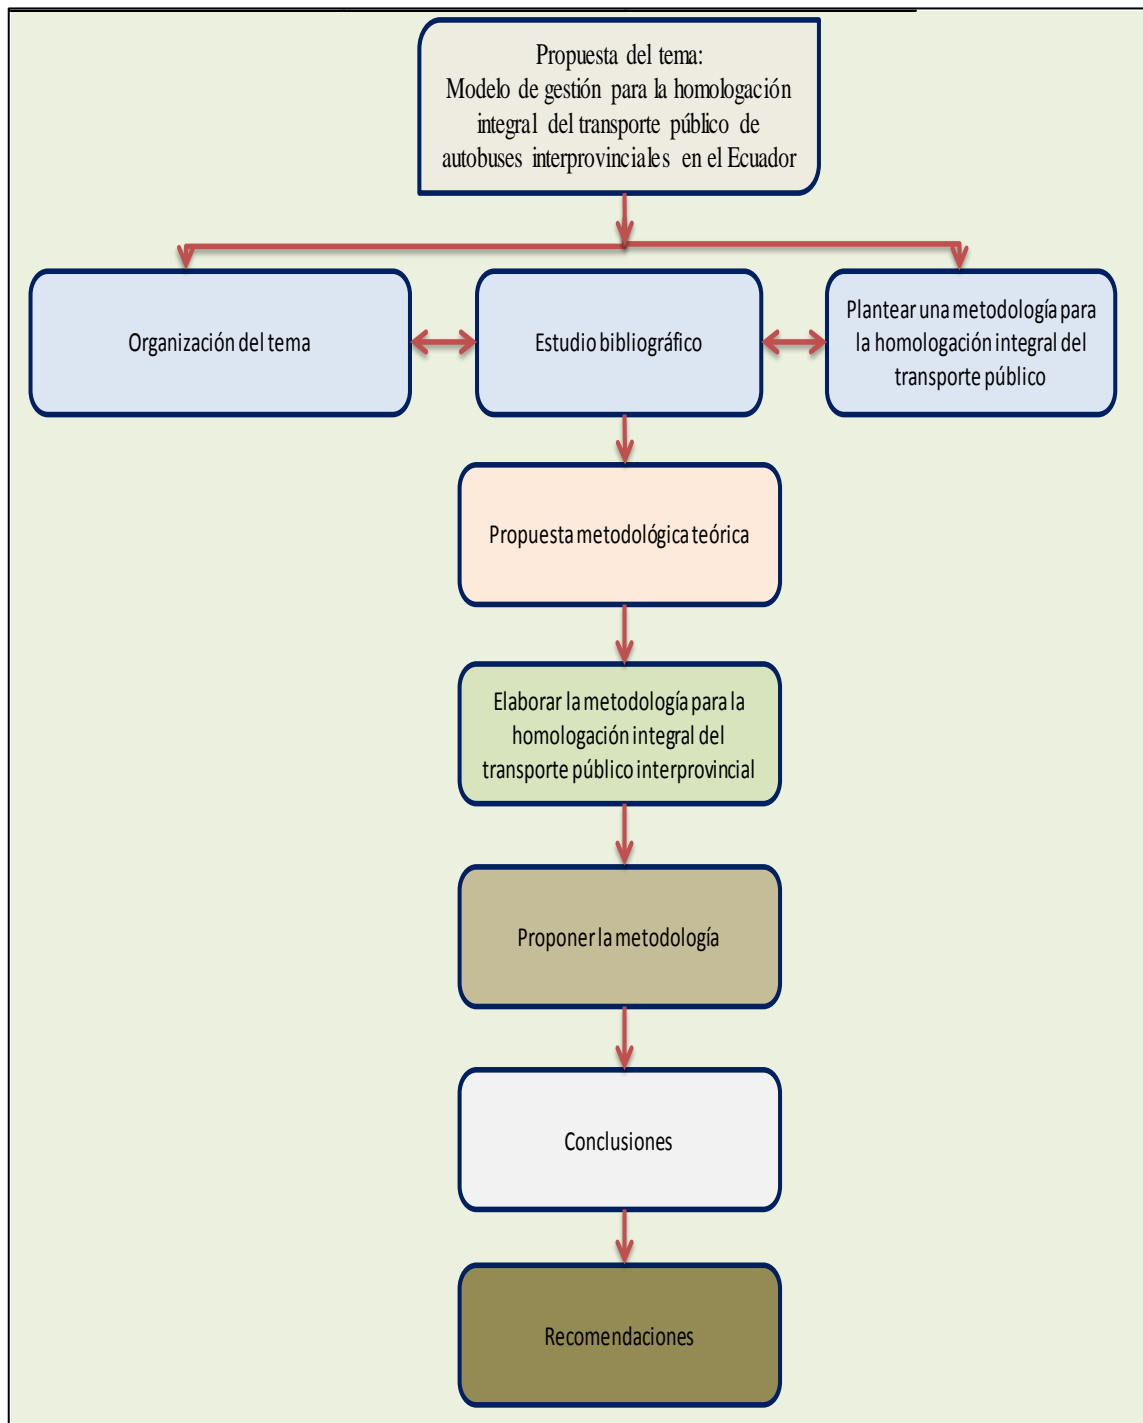 Propuesta del tema:
Modelo de gestión para la homologación
integral del transporte público de
autobuses interprovinciales en el Ecuador
Organización del tema
Estudio bibliográfico
Plantear una metodología para
la homologación integral del
transporte público
Propuesta metodológica teórica
Elaborar la metodología para la
homologación integral del
transporte público interprovincial
Proponer la metodología
Conclusiones
Recomendaciones